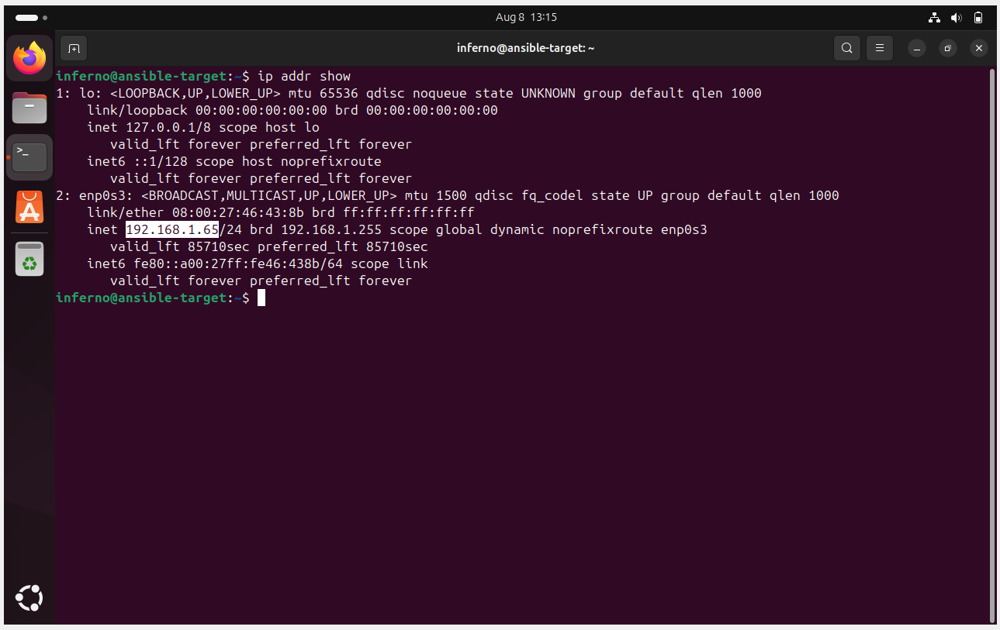 Aug 8 13:15
inferno@ansible-target: ~
inferno@ansible-target:~$ ip addr show
1: lo: <LOOPBACK,UP,LOWER_UP> mtu 65536 qdisc noqueue state UNKNOWN group default qlen 1000
    link/loopback 00:00:00:00:00:00 brd 00:00:00:00:00:00
    inet 127.0.0.1/8 scope host lo
       valid_lft forever preferred_lft forever
    inet6 ::1/128 scope host noprefixroute
       valid_lft forever preferred_lft forever
2: enp0s3: <BROADCAST,MULTICAST,UP,LOWER_UP> mtu 1500 qdisc fq_codel state UP group default qlen 1000
    link/ether 08:00:27:46:43:8b brd ff:ff:ff:ff:ff:ff
    inet 192.168.1.65/24 brd 192.168.1.255 scope global dynamic noprefixroute enp0s3
       valid_lft 85710sec preferred_lft 85710sec
    inet6 fe80::a00:27ff:fe46:438b/64 scope link
       valid_lft forever preferred_lft forever
inferno@ansible-target:~$